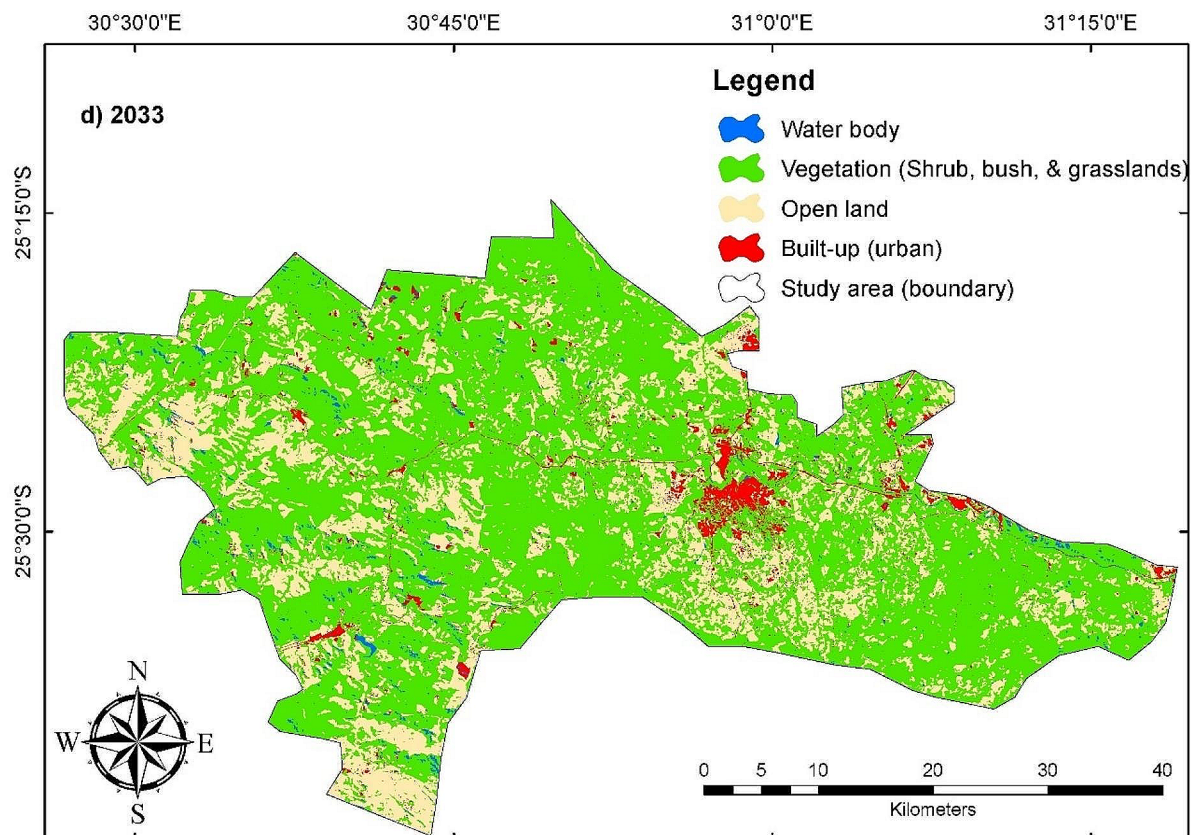 30°30'0"E 30°45'0"E 31°0'0"E 31°15'0"E
d) 2033
Legend
Water body
Vegetation (Shrub, bush, & grasslands)
Open land
Built-up (urban)
Study area (boundary)
25°15'0"S
25°30'0"S
N
W E
S
0 5 10 20 30 40
Kilometers